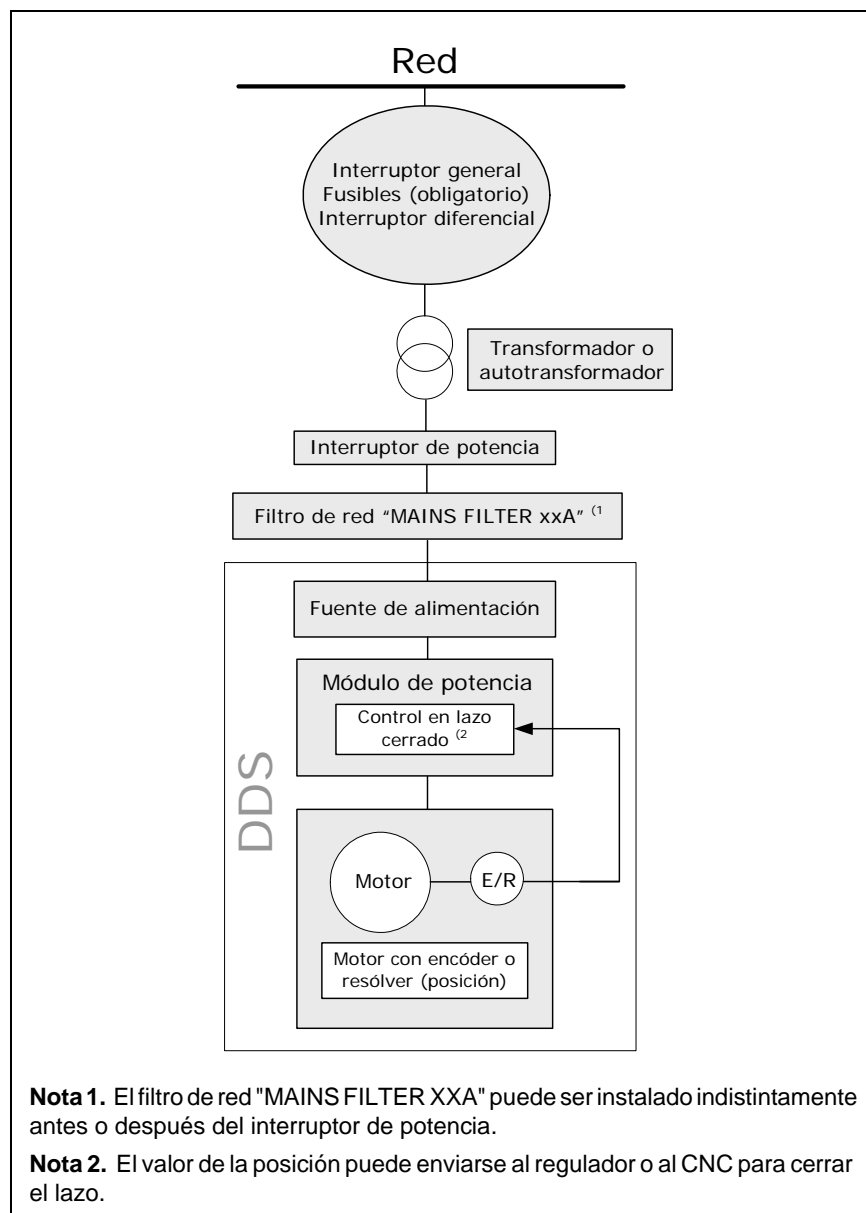 Red
Interruptor general
Fusibles (obligatorio)
Interruptor diferencial
Transformador o
autotransformador
Interruptor de potencia
Filtro de red “MAINS FILTER xxA” (1
Fuente de alimentación
Módulo de potencia
Control en lazo
cerrado (2
DDS
Motor
E/R
Motor con encóder o
resólver (posición)
Nota 1. El filtro de red "MAINS FILTER XXA" puede ser instalado indistintamente
antes o después del interruptor de potencia.
Nota 2. El valor de la posición puede enviarse al regulador o al CNC para cerrar
el lazo.